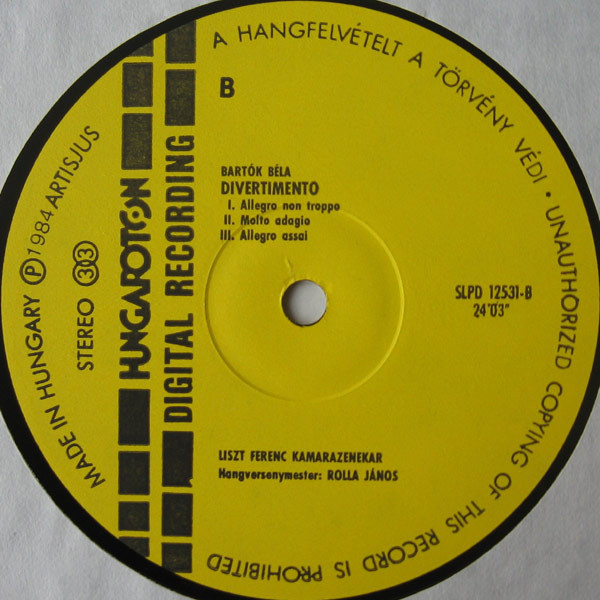 A HANGFELVÉTELT A TÖRVÉNY VÉDI • UNAUTHORIZED COPYING OF THIS RECORD IS PROHIBITED
B
BARTÓK BÉLA
DIVERTIMENTO
I. Allegro non troppo
II. Molto adagio
III. Allegro assai
SLPD 12531-B
24'03"
LISZT FERENC KAMARAZENEKAR
Hangversenymester: ROLLA JÁNOS
HUNGAROTON
DIGITAL RECORDING
STEREO 33
MADE IN HUNGARY Ⓟ 1984 ARTISJUS